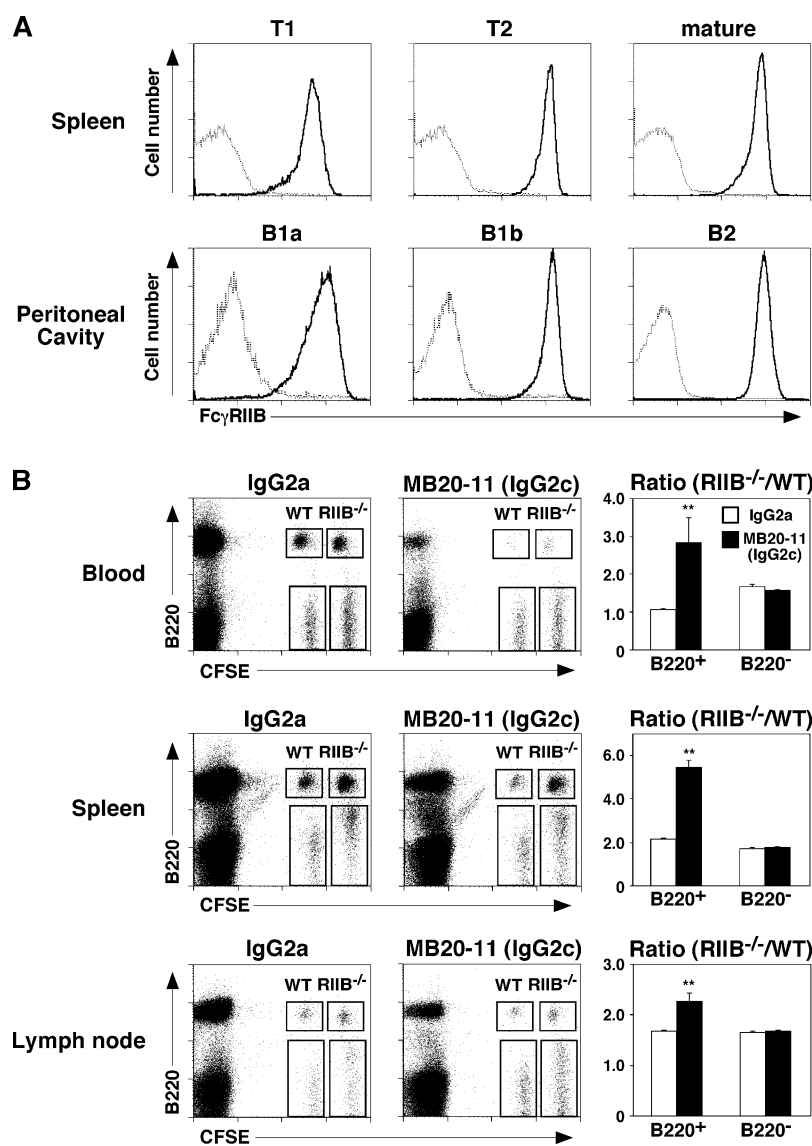 A
T1 T2 mature
Spleen
Cell number
B1a B1b B2
Peritoneal
Cavity
Cell number
FcγRIIB
B
IgG2a MB20-11 (IgG2c) Ratio (RIIB-/-/WT)
Blood
B220
WT RIIB-/-
WT RIIB-/-
4.0
3.0
2.0
1.0
0
**
IgG2a
MB20-11
(IgG2c)
B220+ B220-
CFSE
IgG2a MB20-11 (IgG2c) Ratio (RIIB-/-/WT)
Spleen
B220
WT RIIB-/-
WT RIIB-/-
6.0
4.0
2.0
0
**
B220+ B220-
CFSE
IgG2a MB20-11 (IgG2c) Ratio (RIIB-/-/WT)
Lymph node
B220
WT RIIB-/-
WT RIIB-/-
3.0
2.0
1.0
0
**
B220+ B220-
CFSE